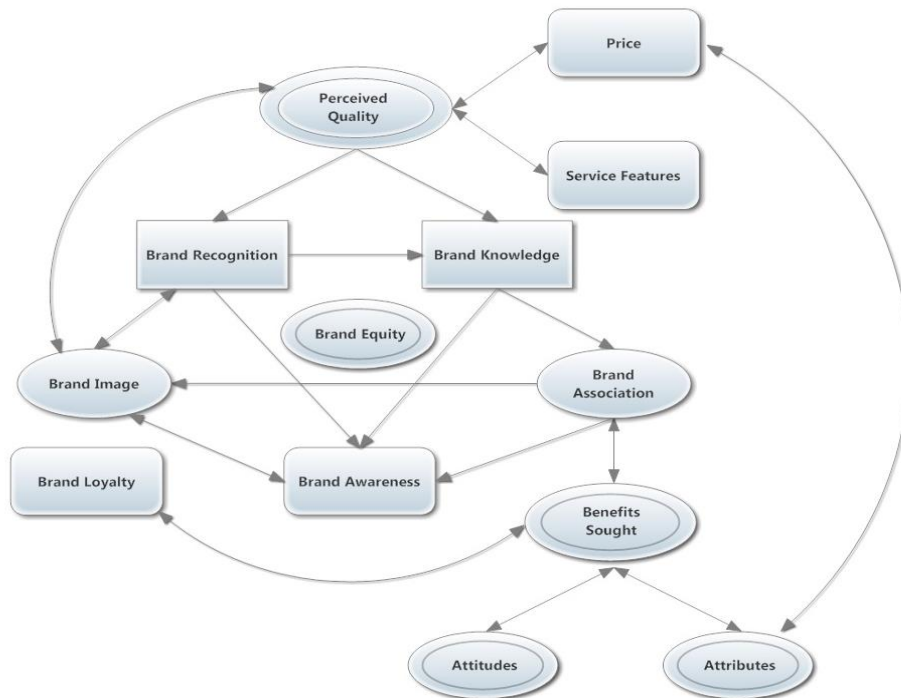 Price
Perceived
Quality
Service Features
Brand Recognition
Brand Knowledge
Brand Equity
Brand Image
Brand
Association
Brand Loyalty
Brand Awareness
Benefits
Sought
Attitudes
Attributes